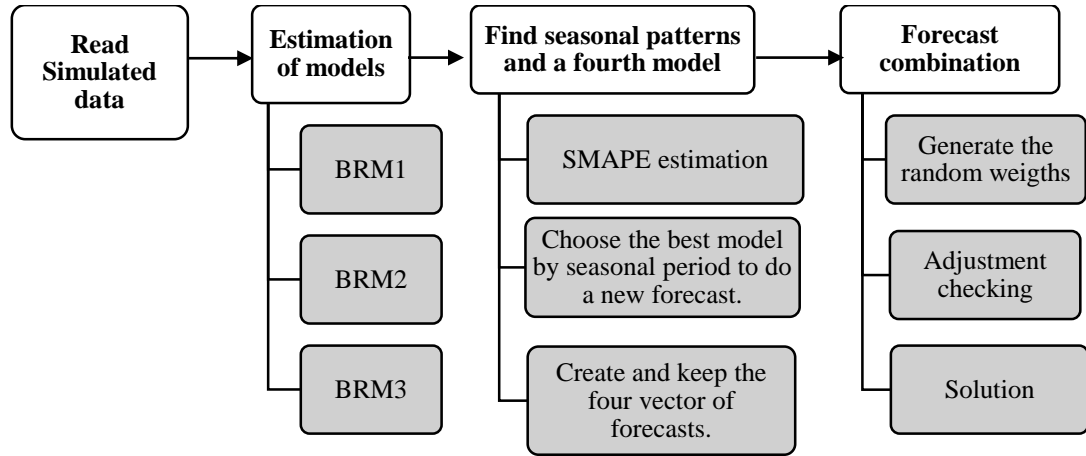 Read
Simulated
data
Estimation
of models
BRM1
BRM2
BRM3
Find seasonal patterns
and a fourth model
SMAPE estimation
Choose the best model
by seasonal period to do
a new forecast.
Create and keep the
four vector of
forecasts.
Forecast
combination
Generate the
random weigths
Adjustment
checking
Solution